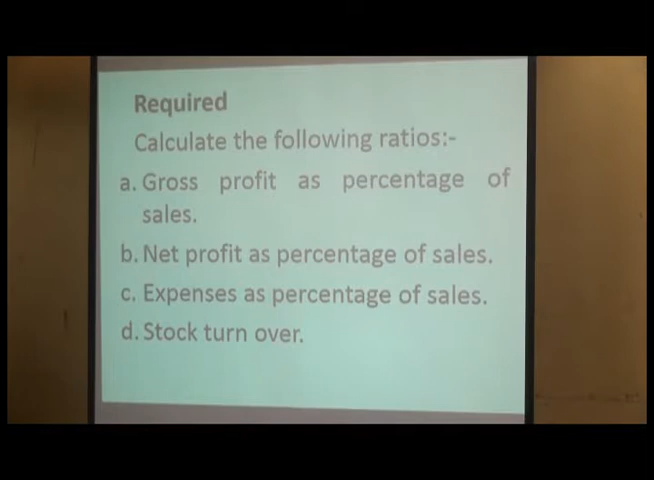 Required
Calculate the following ratios:-
a. Gross profit as percentage of
sales.
b. Net profit as percentage of sales.
c. Expenses as percentage of sales.
d. Stock turn over.